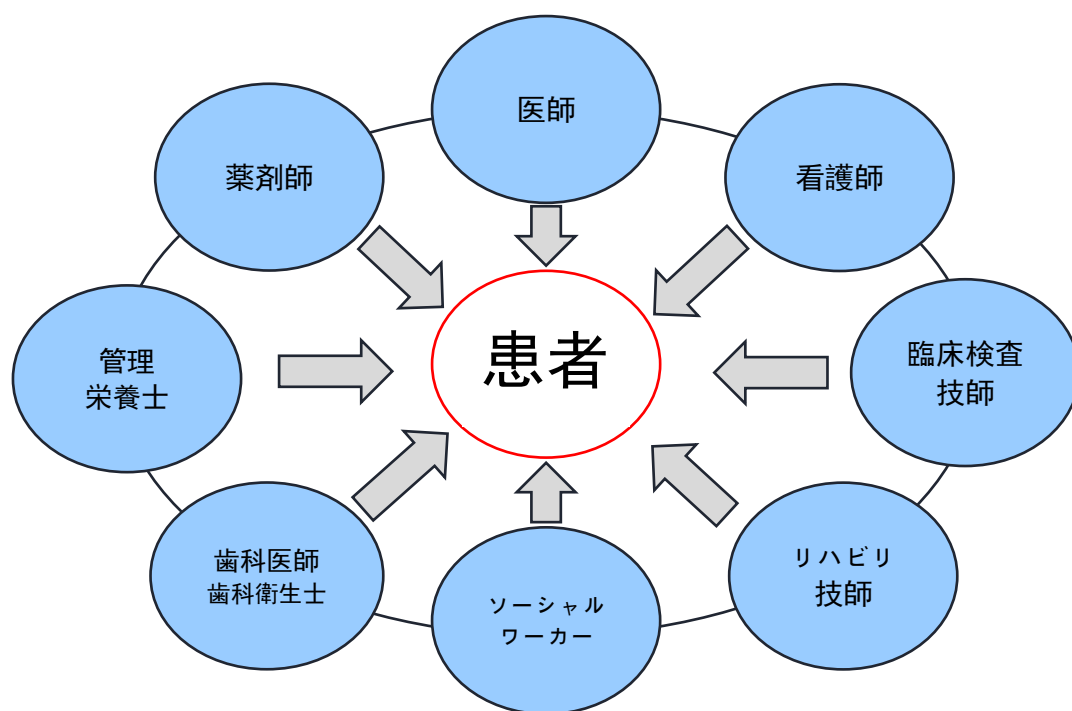 医師
薬剤師
看護師
患者
管理
栄養士
臨床検査
技師
歯科医師
歯科衛生士
ソーシャル
ワーカー
リハビリ
技師